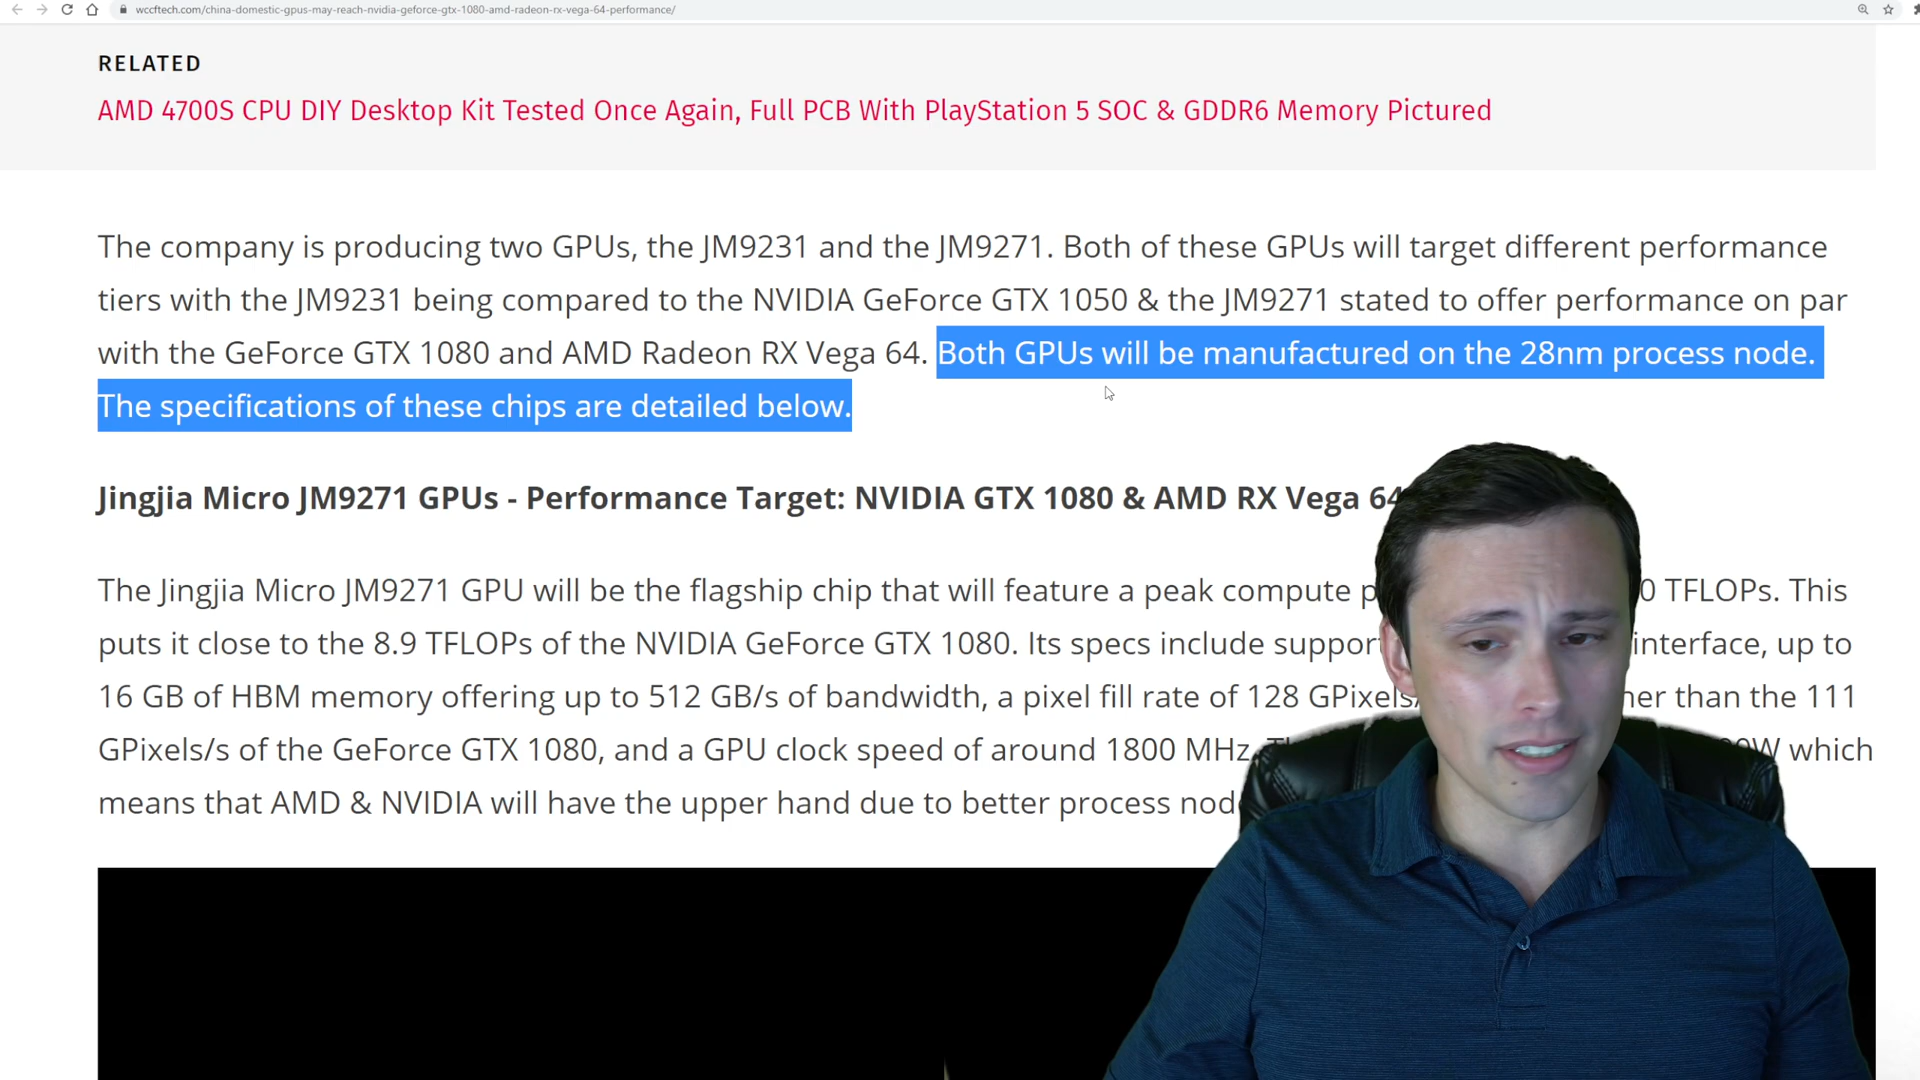 wccftech.com/china-domestic-gpus-may-reach-nvidia-geforce-gtx-1080-amd-radeon-rx-vega-64-performance/
RELATED
AMD 4700S CPU DIY Desktop Kit Tested Once Again, Full PCB With PlayStation 5 SOC & GDDR6 Memory Pictured
The company is producing two GPUs, the JM9231 and the JM9271. Both of these GPUs will target different performance
tiers with the JM9231 being compared to the NVIDIA GeForce GTX 1050 & the JM9271 stated to offer performance on par
with the GeForce GTX 1080 and AMD Radeon RX Vega 64. Both GPUs will be manufactured on the 28nm process node.
The specifications of these chips are detailed below.
Jingjia Micro JM9271 GPUs - Performance Target: NVIDIA GTX 1080 & AMD RX Vega 64
The Jingjia Micro JM9271 GPU will be the flagship chip that will feature a peak compute TFLOPs. This
puts it close to the 8.9 TFLOPs of the NVIDIA GeForce GTX 1080. Its specs include interface, up to
16 GB of HBM memory offering up to 512 GB/s of bandwidth, a pixel fill rate of 128 GPixels/ than the 111
GPixels/s of the GeForce GTX 1080, and a GPU clock speed of around 1800 MHz. which
means that AMD & NVIDIA will have the upper hand due to better process